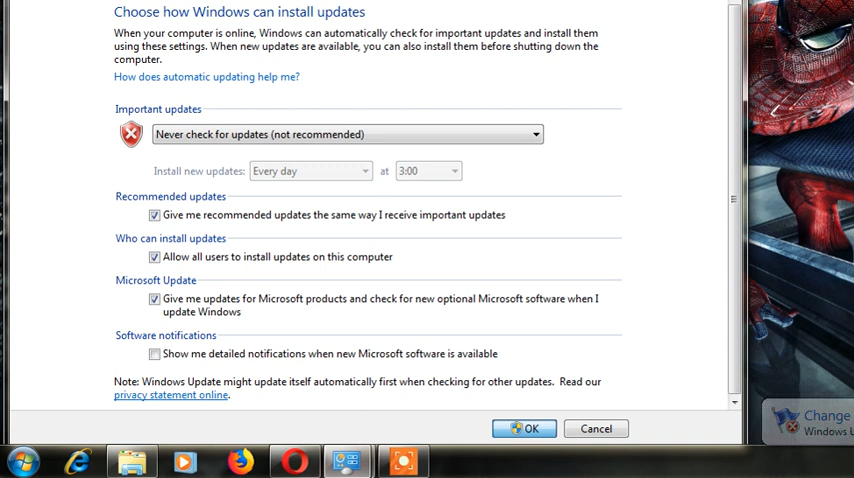 Choose how Windows can install updates
When your computer is online, Windows can automatically check for important updates and install them
using these settings. When new updates are available, you can also install them before shutting down the
computer.
How does automatic updating help me?
Important updates
Never check for updates (not recommended)
Install new updates: Every day at 3:00
Recommended updates
Give me recommended updates the same way I receive important updates
Who can install updates
Allow all users to install updates on this computer
Microsoft Update
Give me updates for Microsoft products and check for new optional Microsoft software when I
update Windows
Software notifications
Show me detailed notifications when new Microsoft software is available
Note: Windows Update might update itself automatically first when checking for other updates. Read our
privacy statement online.
OK Cancel
Change
Windows U